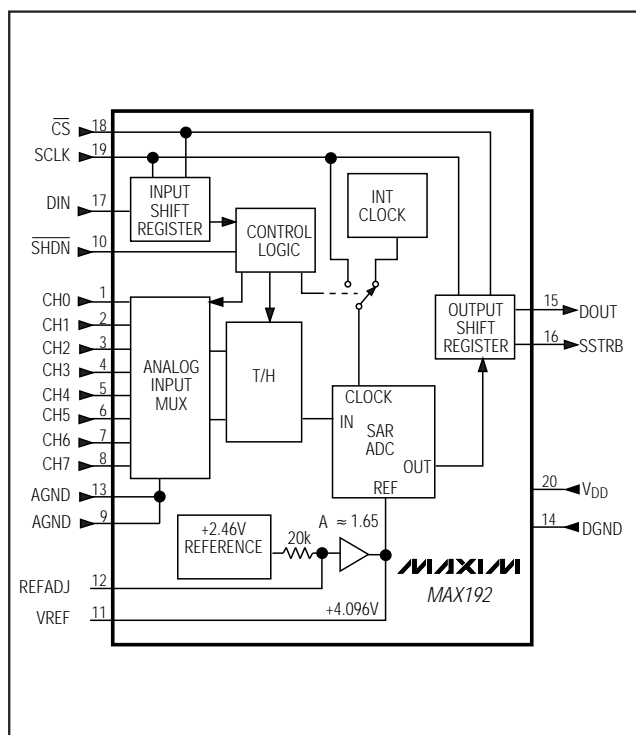 CS 18
SCLK 19
DIN 17
SHDN 10
CH0 1
CH1 2
CH2 3
CH3 4
CH4 5
CH5 6
CH6 7
CH7 8
AGND 13
AGND 9
REFADJ 12
VREF 11
INPUT
SHIFT
REGISTER
CONTROL
LOGIC
INT
CLOCK
ANALOG
INPUT
MUX
T/H
CLOCK
IN
SAR
ADC
OUT
REF
OUTPUT
SHIFT
REGISTER
15 DOUT
16 SSTRB
20 VDD
14 DGND
+2.46V
REFERENCE
20k
A ≈ 1.65
+4.096V
MAXIM
MAX192